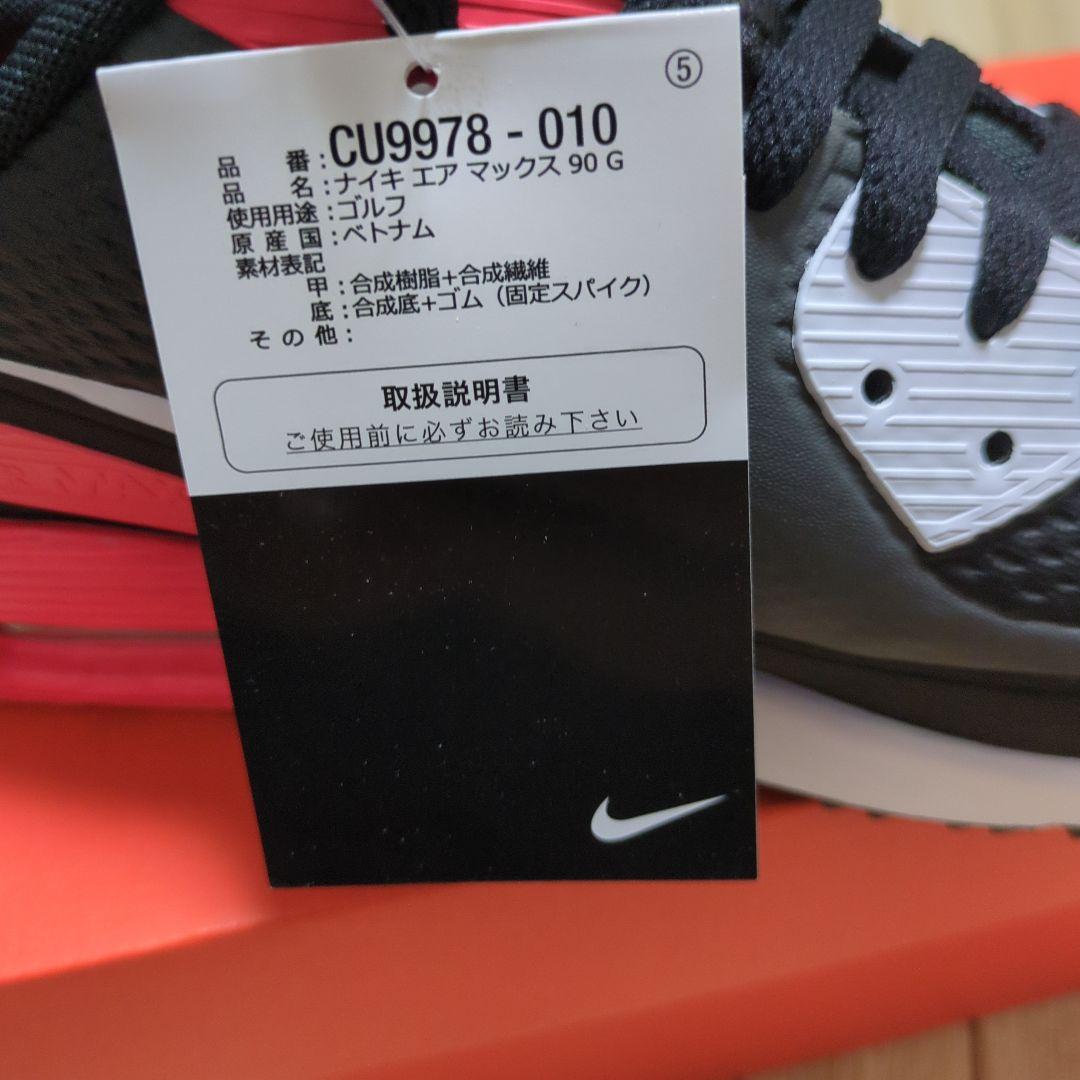 ⑤
品 番：CU9978 - 010
品 名：ナイキ エア マックス 90 G
使用用途：ゴルフ
原 産 国：ベトナム
素材表記
甲：合成樹脂+合成繊維
底：合成底+ゴム（固定スパイク）
そ の 他：
取扱説明書
ご使用前に必ずお読み下さい